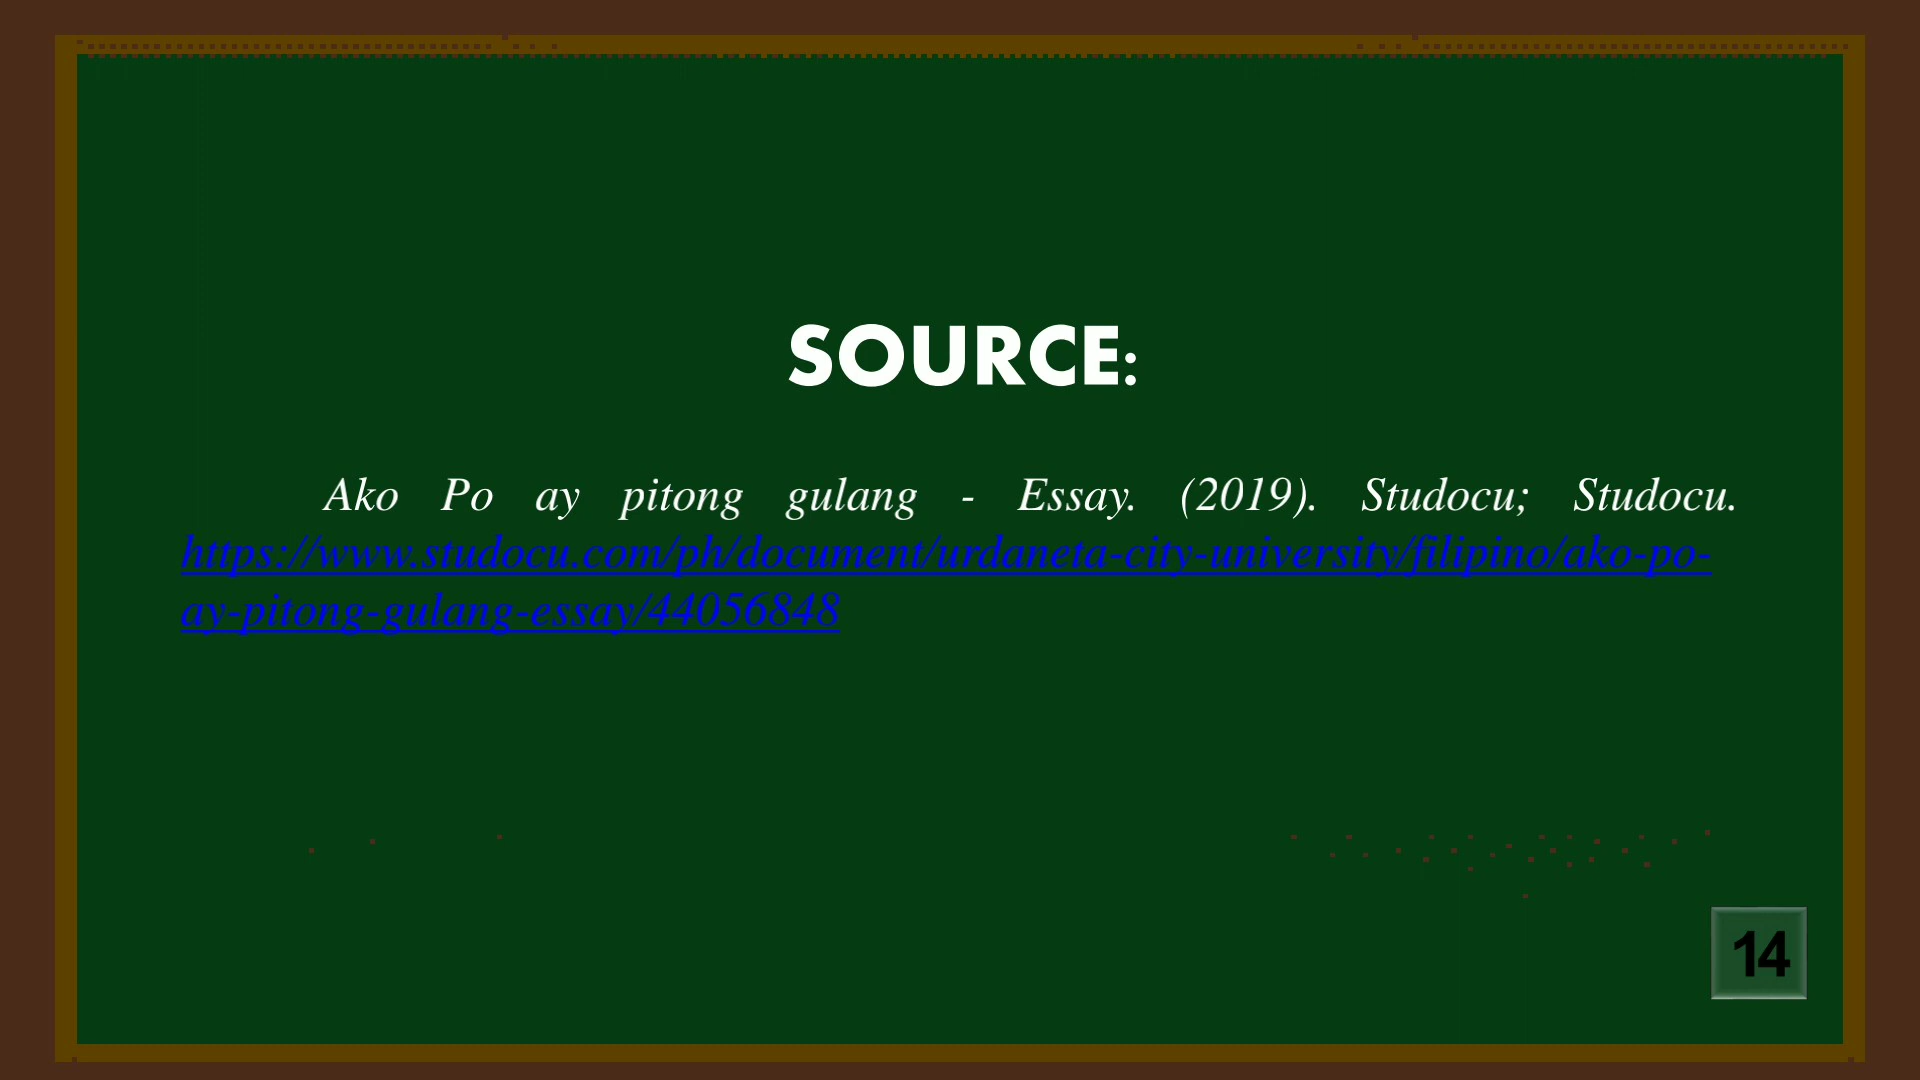 SOURCE:
Ako Po ay pitong gulang - Essay. (2019). Studocu; Studocu.
https://www.studocu.com/ph/document/urdaneta-city-university/filipino/ako-po-
ay-pitong-gulang-essay/44056848
14